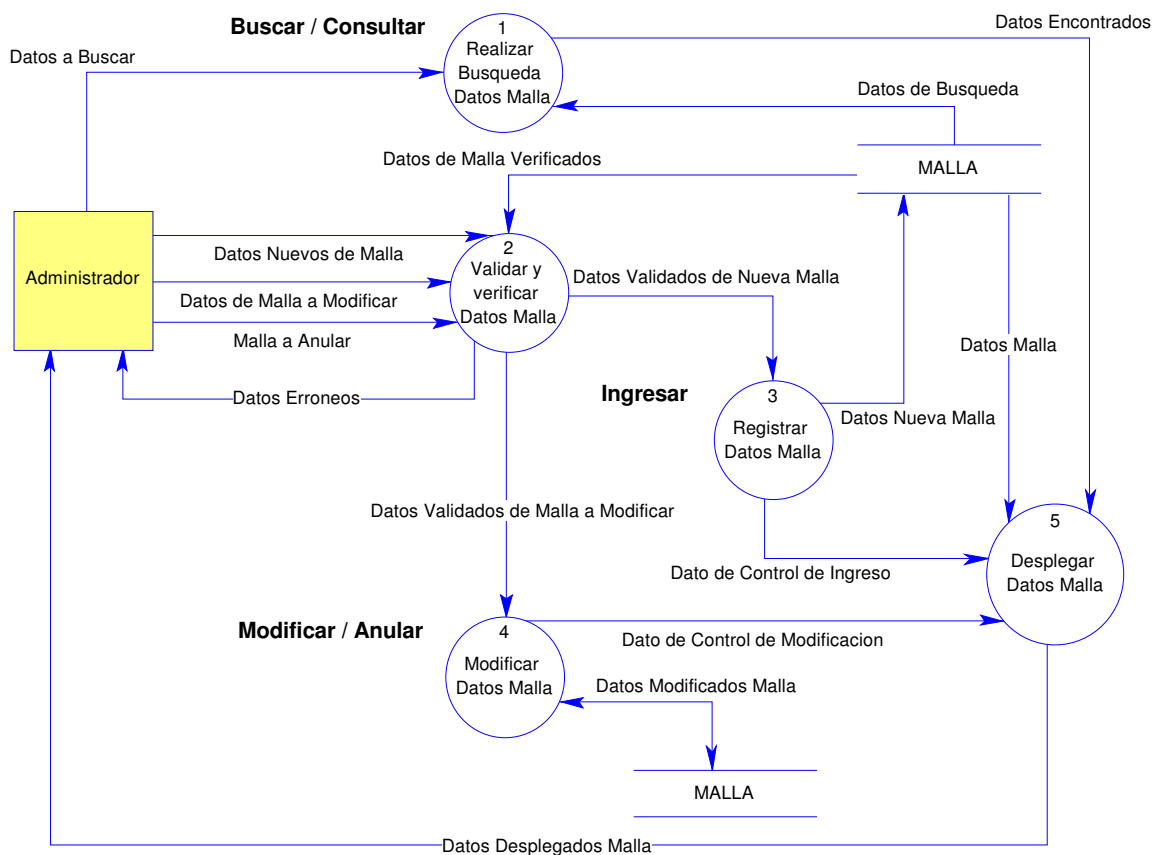 Buscar / Consultar
Datos Encontrados
Datos a Buscar
1
Realizar
Busqueda
Datos Malla
Datos de Busqueda
Datos de Malla Verificados
MALLA
Administrador
Datos Nuevos de Malla
Datos de Malla a Modificar
Malla a Anular
Datos Erroneos
2
Validar y
verificar
Datos Malla
Datos Validados de Nueva Malla
Datos Malla
Ingresar
3
Registrar
Datos Malla
Datos Nueva Malla
Datos Validados de Malla a Modificar
Dato de Control de Ingreso
5
Desplegar
Datos Malla
Modificar / Anular
4
Modificar
Datos Malla
Dato de Control de Modificacion
Datos Modificados Malla
MALLA
Datos Desplegados Malla